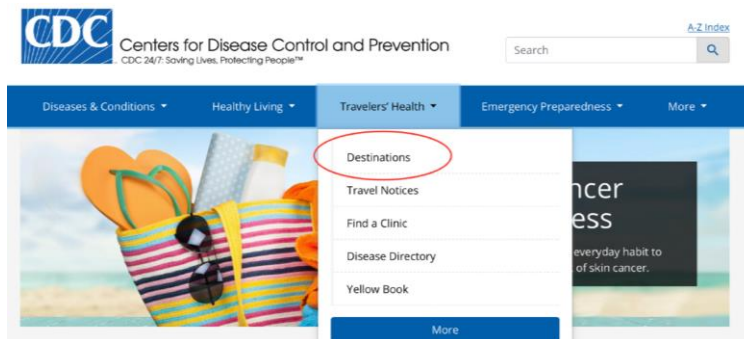 A-Z Index
CDC
Centers for Disease Control and Prevention
CDC 24/7: Saving Lives, Protecting People™
Search
Diseases & Conditions
Healthy Living
Travelers' Health
Emergency Preparedness
More
Destinations
Travel Notices
Find a Clinic
Disease Directory
Yellow Book
More
ncer
ess
everyday habit to
of skin cancer.